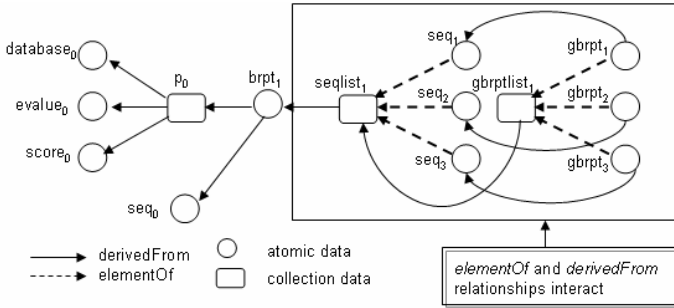 database0
evalue0
score0
p0
brpt1
seq0
seqlist1
seq1
seq2
seq3
gbrptlist1
gbrpt1
gbrpt2
gbrpt3
derivedFrom
elementOf
atomic data
collection data
elementOf and derivedFrom
relationships interact